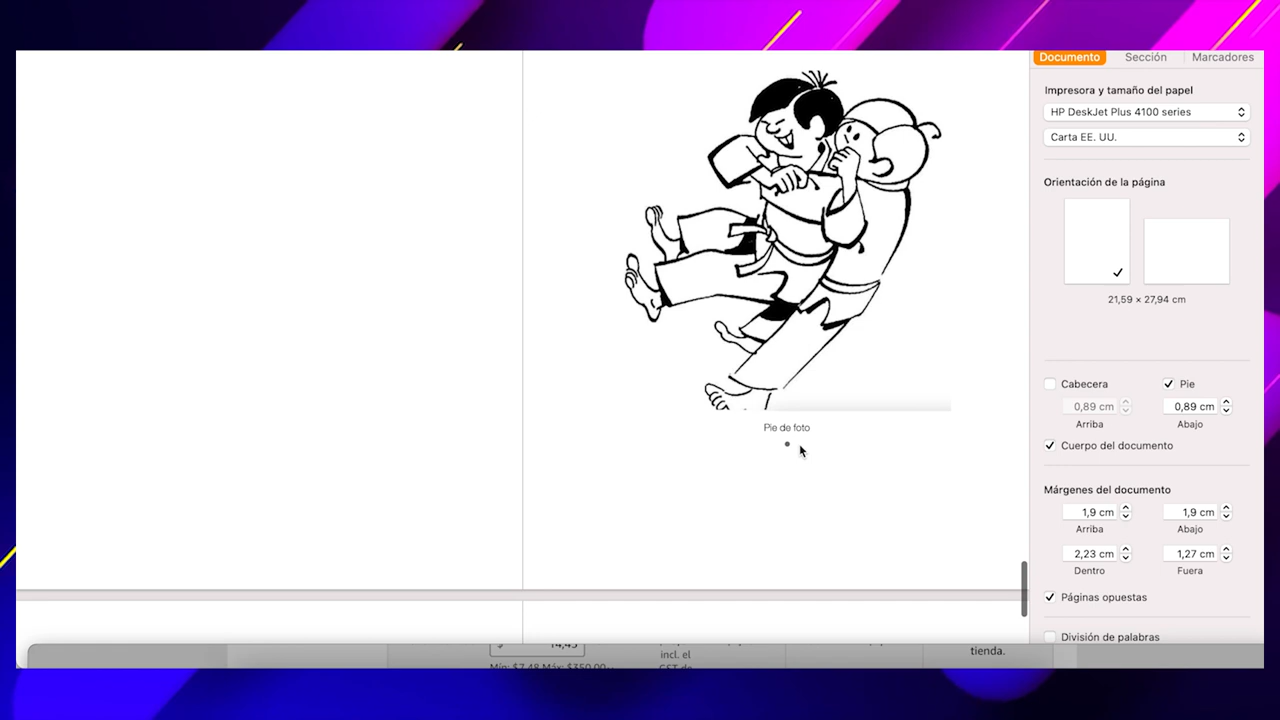 Documento Sección Marcadores
Impresora y tamaño del papel
HP DeskJet Plus 4100 series
Carta EE. UU.
Orientación de la página
21,59 × 27,94 cm
Cabecera Pie
0,89 cm 0,89 cm
Arriba Abajo
Cuerpo del documento
Márgenes del documento
1,9 cm 1,9 cm
Arriba Abajo
2,23 cm 1,27 cm
Dentro Fuera
Páginas opuestas
División de palabras
Pie de foto
incl. el
tienda.